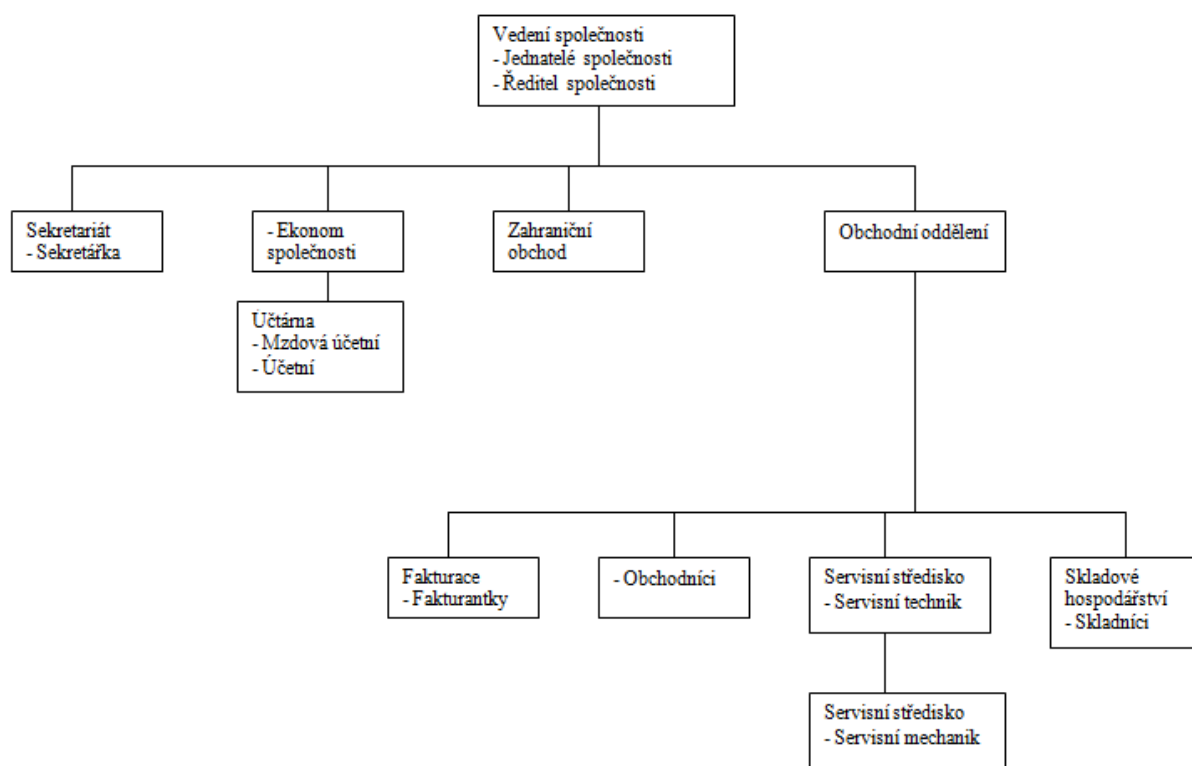 Vedení společnosti
- Jednatelé společnosti
- Ředitel společnosti
Sekretariát
- Sekretářka
- Ekonom
společnosti
Zahraniční
obchod
Obchodní oddělení
Účtárna
- Mzdová účetní
- Účetní
Fakturace
- Fakturantky
- Obchodníci
Servisní středisko
- Servisní technik
Skladové
hospodářství
- Skladníci
Servisní středisko
- Servisní mechanik